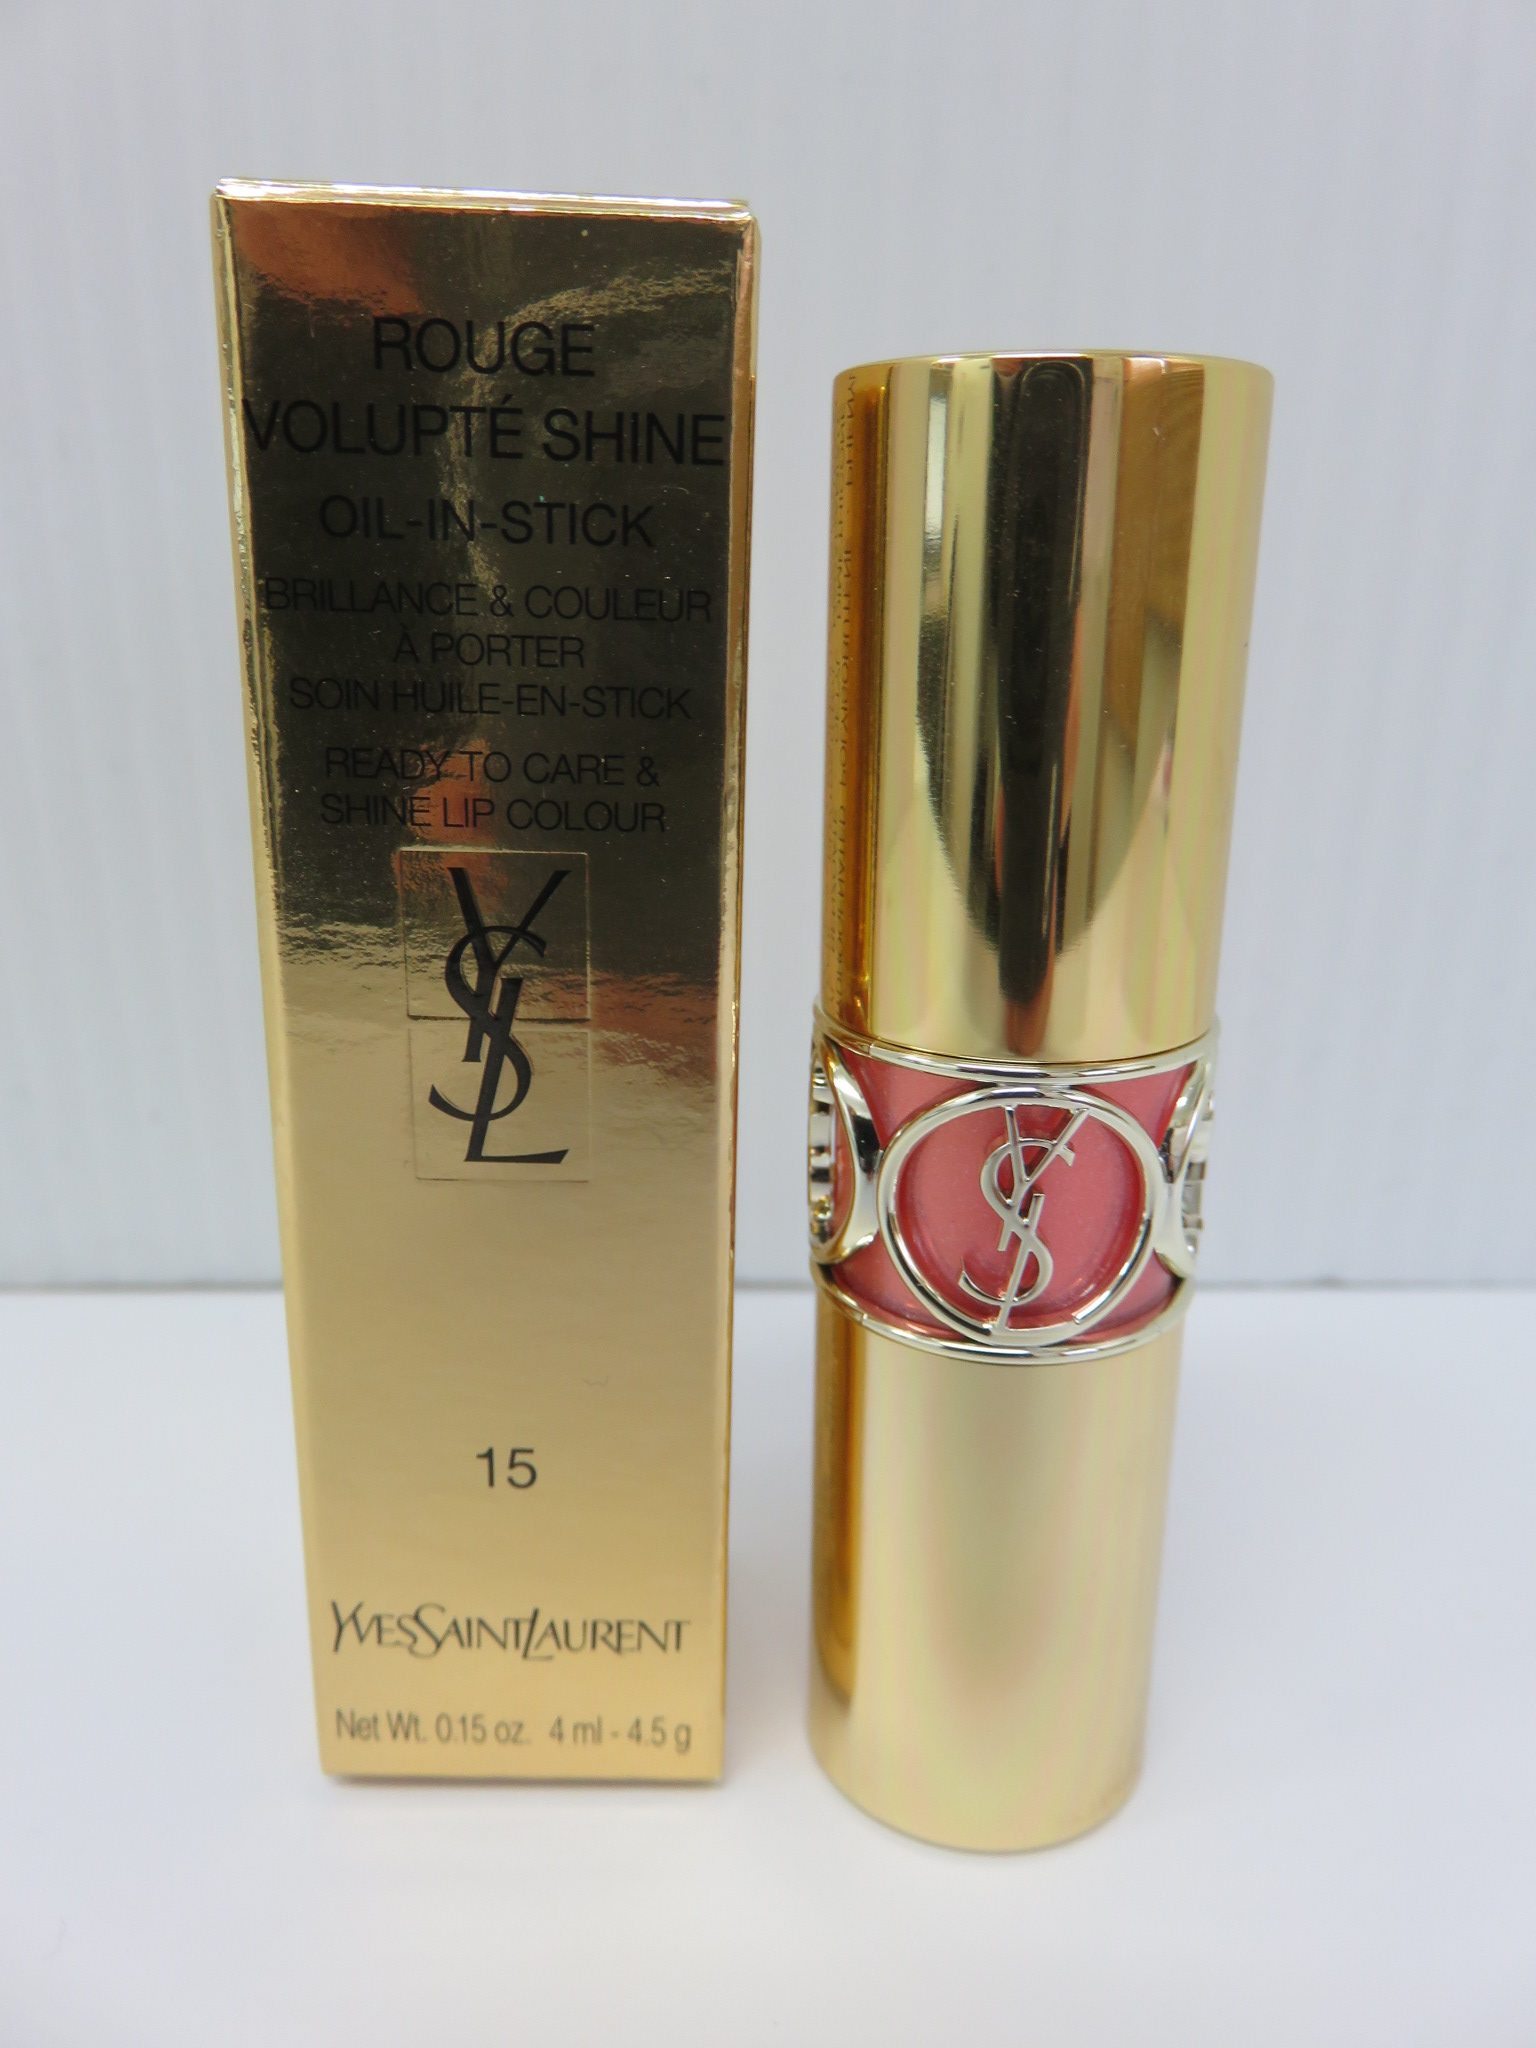 ROUGE
VOLUPTÉ SHINE
OIL-IN-STICK
BRILLANCE & COULEUR
À PORTER
SOIN HUILE-EN-STICK
READY TO CARE &
SHINE LIP COLOUR
YSL
15
YVESSAINTLAURENT
Net Wt. 0.15 oz. 4 ml - 4.5 g
YSL